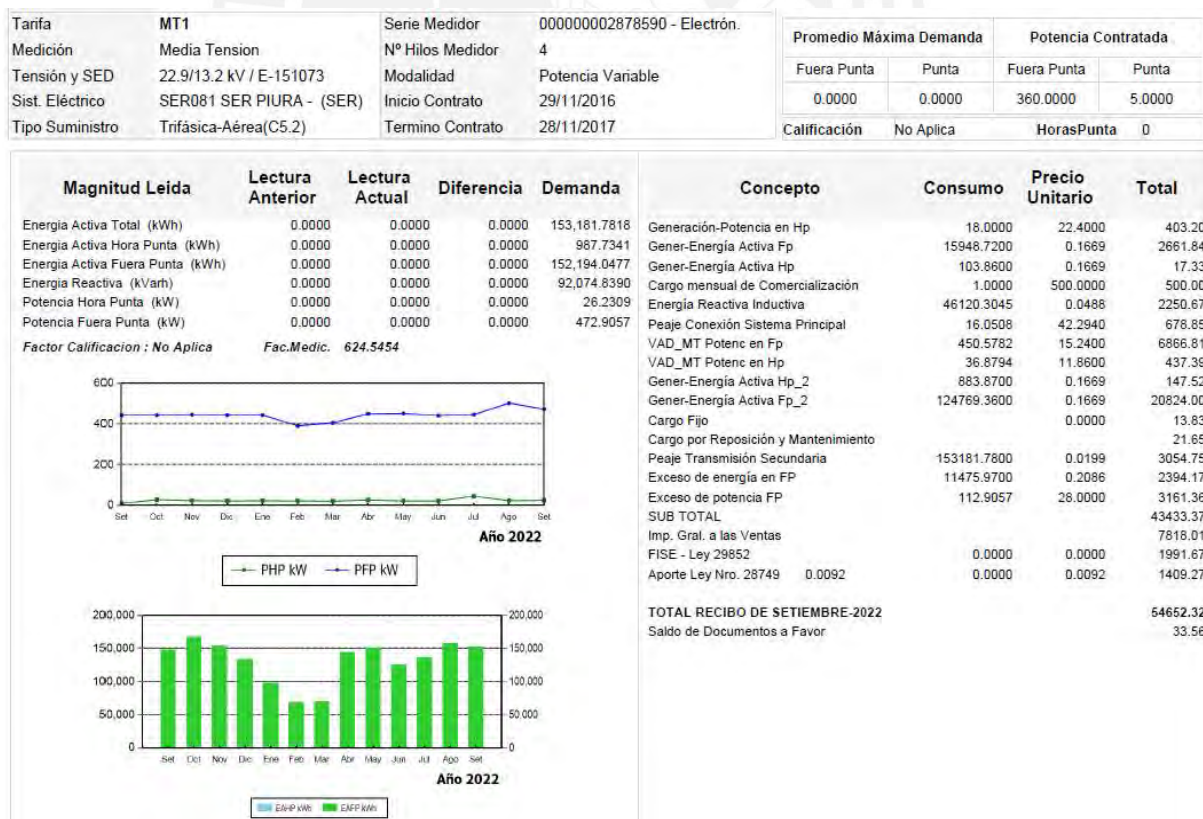 Tarifa MT1 Serie Medidor 000000002878590 - Electrón.
Medición Media Tension Nº Hilos Medidor 4
Tensión y SED 22.9/13.2 kV / E-151073 Modalidad Potencia Variable
Sist. Eléctrico SER081 SER PIURA - (SER) Inicio Contrato 29/11/2016
Tipo Suministro Trifásica-Aérea(C5.2) Termino Contrato 28/11/2017
Promedio Máxima Demanda Potencia Contratada
Fuera Punta Punta Fuera Punta Punta
0.0000 0.0000 360.0000 5.0000
Calificación No Aplica HorasPunta 0
Magnitud Leida Lectura Anterior Lectura Actual Diferencia Demanda
Energia Activa Total (kWh) 0.0000 0.0000 0.0000 153,181.7818
Energia Activa Hora Punta (kWh) 0.0000 0.0000 0.0000 987.7341
Energia Activa Fuera Punta (kWh) 0.0000 0.0000 0.0000 152,194.0477
Energia Reactiva (kVarh) 0.0000 0.0000 0.0000 92,074.8390
Potencia Hora Punta (kW) 0.0000 0.0000 0.0000 26.2309
Potencia Fuera Punta (kW) 0.0000 0.0000 0.0000 472.9057
Factor Calificacion : No Aplica Fac.Medic. 624.5454
600
400
200
0
Set Oct Nov Dic Ene Feb Mar Abr May Jun Jul Ago Set
Año 2022
PHP kW PFP kW
200,000 200,000
150,000 150,000
100,000 100,000
50,000 50,000
0 0
Set Oct Nov Dic Ene Feb Mar Abr May Jun Jul Ago Set
Año 2022
EAHP kWh EAFP kWh
Concepto Consumo Precio Unitario Total
Generación-Potencia en Hp 18.0000 22.4000 403.20
Gener-Energía Activa Fp 15948.7200 0.1669 2661.84
Gener-Energía Activa Hp 103.8600 0.1669 17.33
Cargo mensual de Comercialización 1.0000 500.0000 500.00
Energía Reactiva Inductiva 46120.3045 0.0488 2250.67
Peaje Conexión Sistema Principal 16.0508 42.2940 678.85
VAD_MT Potenc en Fp 450.5782 15.2400 6866.81
VAD_MT Potenc en Hp 36.8794 11.8600 437.39
Gener-Energía Activa Hp_2 883.8700 0.1669 147.52
Gener-Energía Activa Fp_2 124769.3600 0.1669 20824.00
Cargo Fijo 0.0000 13.83
Cargo por Reposición y Mantenimiento 21.65
Peaje Transmisión Secundaria 153181.7800 0.0199 3054.75
Exceso de energía en FP 11475.9700 0.2086 2394.17
Exceso de potencia FP 112.9057 28.0000 3161.36
SUB TOTAL 43433.37
Imp. Gral. a las Ventas 7818.01
FISE - Ley 29852 0.0000 0.0000 1991.67
Aporte Ley Nro. 28749 0.0092 0.0000 0.0092 1409.27
TOTAL RECIBO DE SETIEMBRE-2022 54652.32
Saldo de Documentos a Favor 33.56